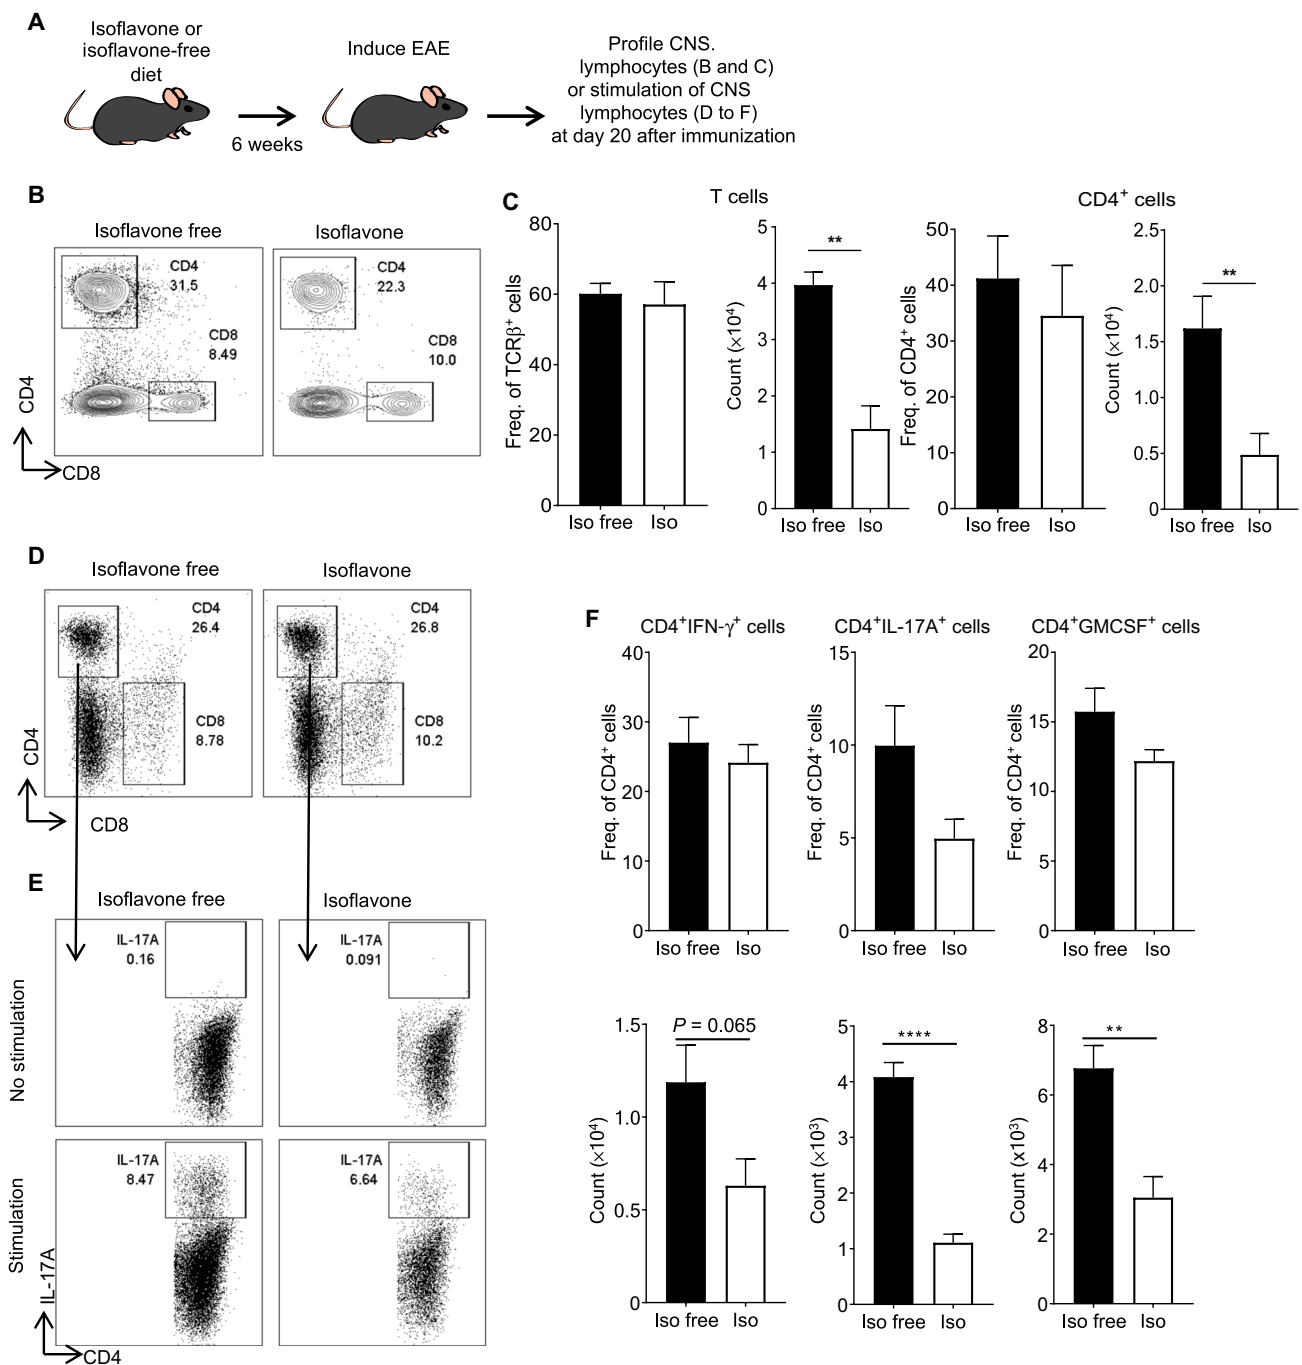 A
Isoflavone or
isoflavone-free
diet
6 weeks
Induce EAE
Profile CNS.
lymphocytes (B and C)
or stimulation of CNS
lymphocytes (D to F)
at day 20 after immunization
B
Isoflavone free
Isoflavone
CD4
31.5
CD8
8.49
CD4
22.3
CD8
10.0
CD4
CD8
C
T cells
CD4⁺ cells
Freq. of TCRβ⁺ cells
80
60
40
20
0
Iso free Iso
Count (×10⁴)
5
4
3
2
1
0
**
Iso free Iso
Freq. of CD4⁺ cells
50
40
30
20
10
0
Iso free Iso
Count (×10⁴)
2.5
2.0
1.5
1.0
0.5
0
**
Iso free Iso
D
Isoflavone free
Isoflavone
CD4
26.4
CD8
8.78
CD4
26.8
CD8
10.2
CD4
CD8
E
Isoflavone free
Isoflavone
No stimulation
IL-17A
0.16
IL-17A
0.091
Stimulation
IL-17A
8.47
IL-17A
6.64
IL-17A
CD4
F
CD4⁺IFN-γ⁺ cells
CD4⁺IL-17A⁺ cells
CD4⁺GMCSF⁺ cells
Freq. of CD4⁺ cells
40
30
20
10
0
Iso free Iso
Freq. of CD4⁺ cells
15
10
5
0
Iso free Iso
Freq. of CD4⁺ cells
20
15
10
5
0
Iso free Iso
Count (×10⁴)
1.5
1.0
0.5
0
P = 0.065
Iso free Iso
Count (×10³)
5
4
3
2
1
0
****
Iso free Iso
Count (x10³)
8
6
4
2
0
**
Iso free Iso